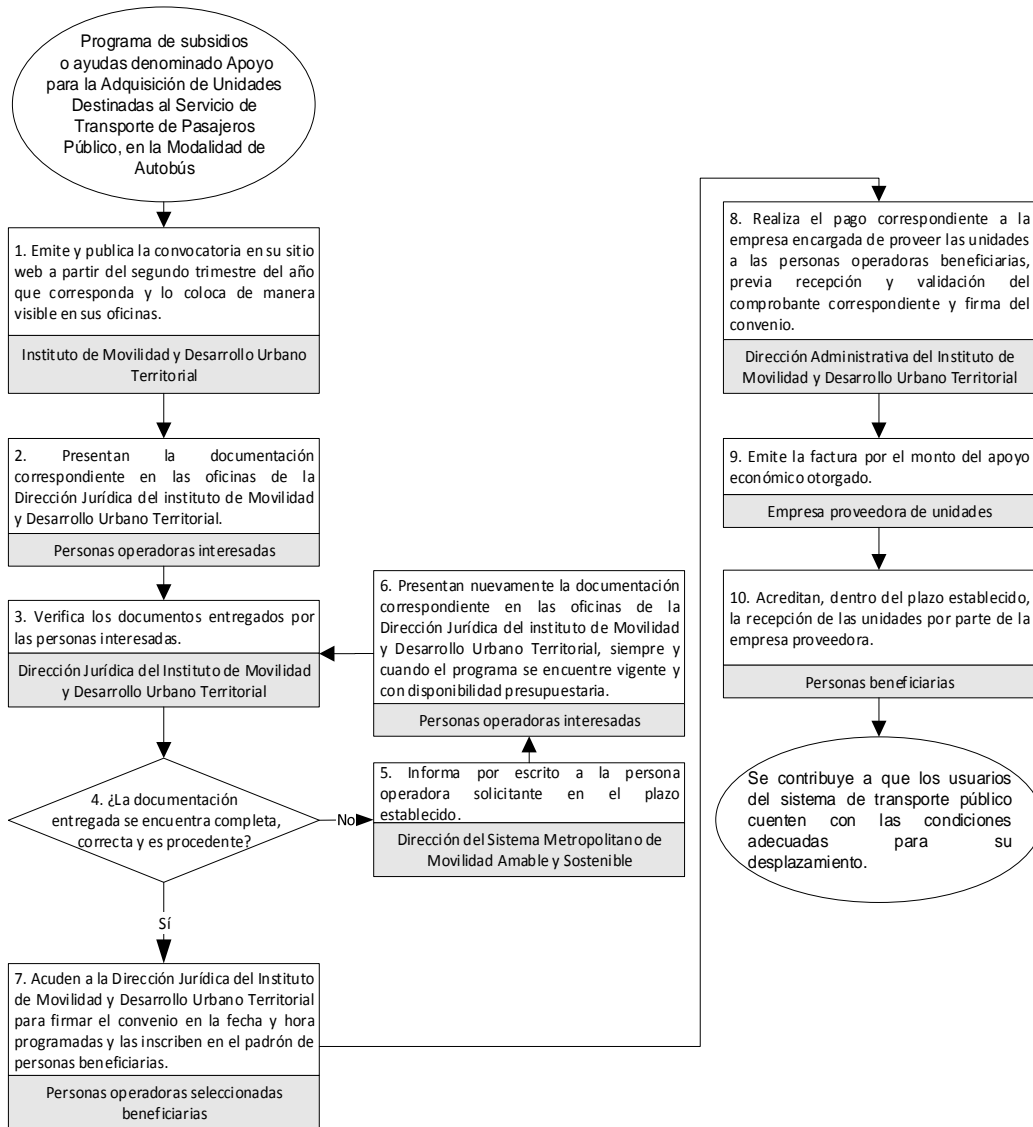 Programa de subsidios
o ayudas denominado Apoyo
para la Adquisición de Unidades
Destinadas al Servicio de
Transporte de Pasajeros
Público, en la Modalidad de
Autobús
1. Emite y publica la convocatoria en su sitio
web a partir del segundo trimestre del año
que corresponda y lo coloca de manera
visible en sus oficinas.
Instituto de Movilidad y Desarrollo Urbano
Territorial
2. Presentan la documentación
correspondiente en las oficinas de la
Dirección Jurídica del instituto de Movilidad
y Desarrollo Urbano Territorial.
Personas operadoras interesadas
3. Verifica los documentos entregados por
las personas interesadas.
Dirección Jurídica del Instituto de Movilidad
y Desarrollo Urbano Territorial
4. ¿La documentación
entregada se encuentra completa,
correcta y es procedente?
No
5. Informa por escrito a la persona
operadora solicitante en el plazo
establecido.
Dirección del Sistema Metropolitano de
Movilidad Amable y Sostenible
6. Presentan nuevamente la documentación
correspondiente en las oficinas de la
Dirección Jurídica del instituto de Movilidad
y Desarrollo Urbano Territorial, siempre y
cuando el programa se encuentre vigente y
con disponibilidad presupuestaria.
Personas operadoras interesadas
Sí
7. Acuden a la Dirección Jurídica del Instituto
de Movilidad y Desarrollo Urbano Territorial
para firmar el convenio en la fecha y hora
programadas y las inscriben en el padrón de
personas beneficiarias.
Personas operadoras seleccionadas
beneficiarias
8. Realiza el pago correspondiente a la
empresa encargada de proveer las unidades
a las personas operadoras beneficiarias,
previa recepción y validación del
comprobante correspondiente y firma del
convenio.
Dirección Administrativa del Instituto de
Movilidad y Desarrollo Urbano Territorial
9. Emite la factura por el monto del apoyo
económico otorgado.
Empresa proveedora de unidades
10. Acreditan, dentro del plazo establecido,
la recepción de las unidades por parte de la
empresa proveedora.
Personas beneficiarias
Se contribuye a que los usuarios
del sistema de transporte público
cuenten con las condiciones
adecuadas para su
desplazamiento.